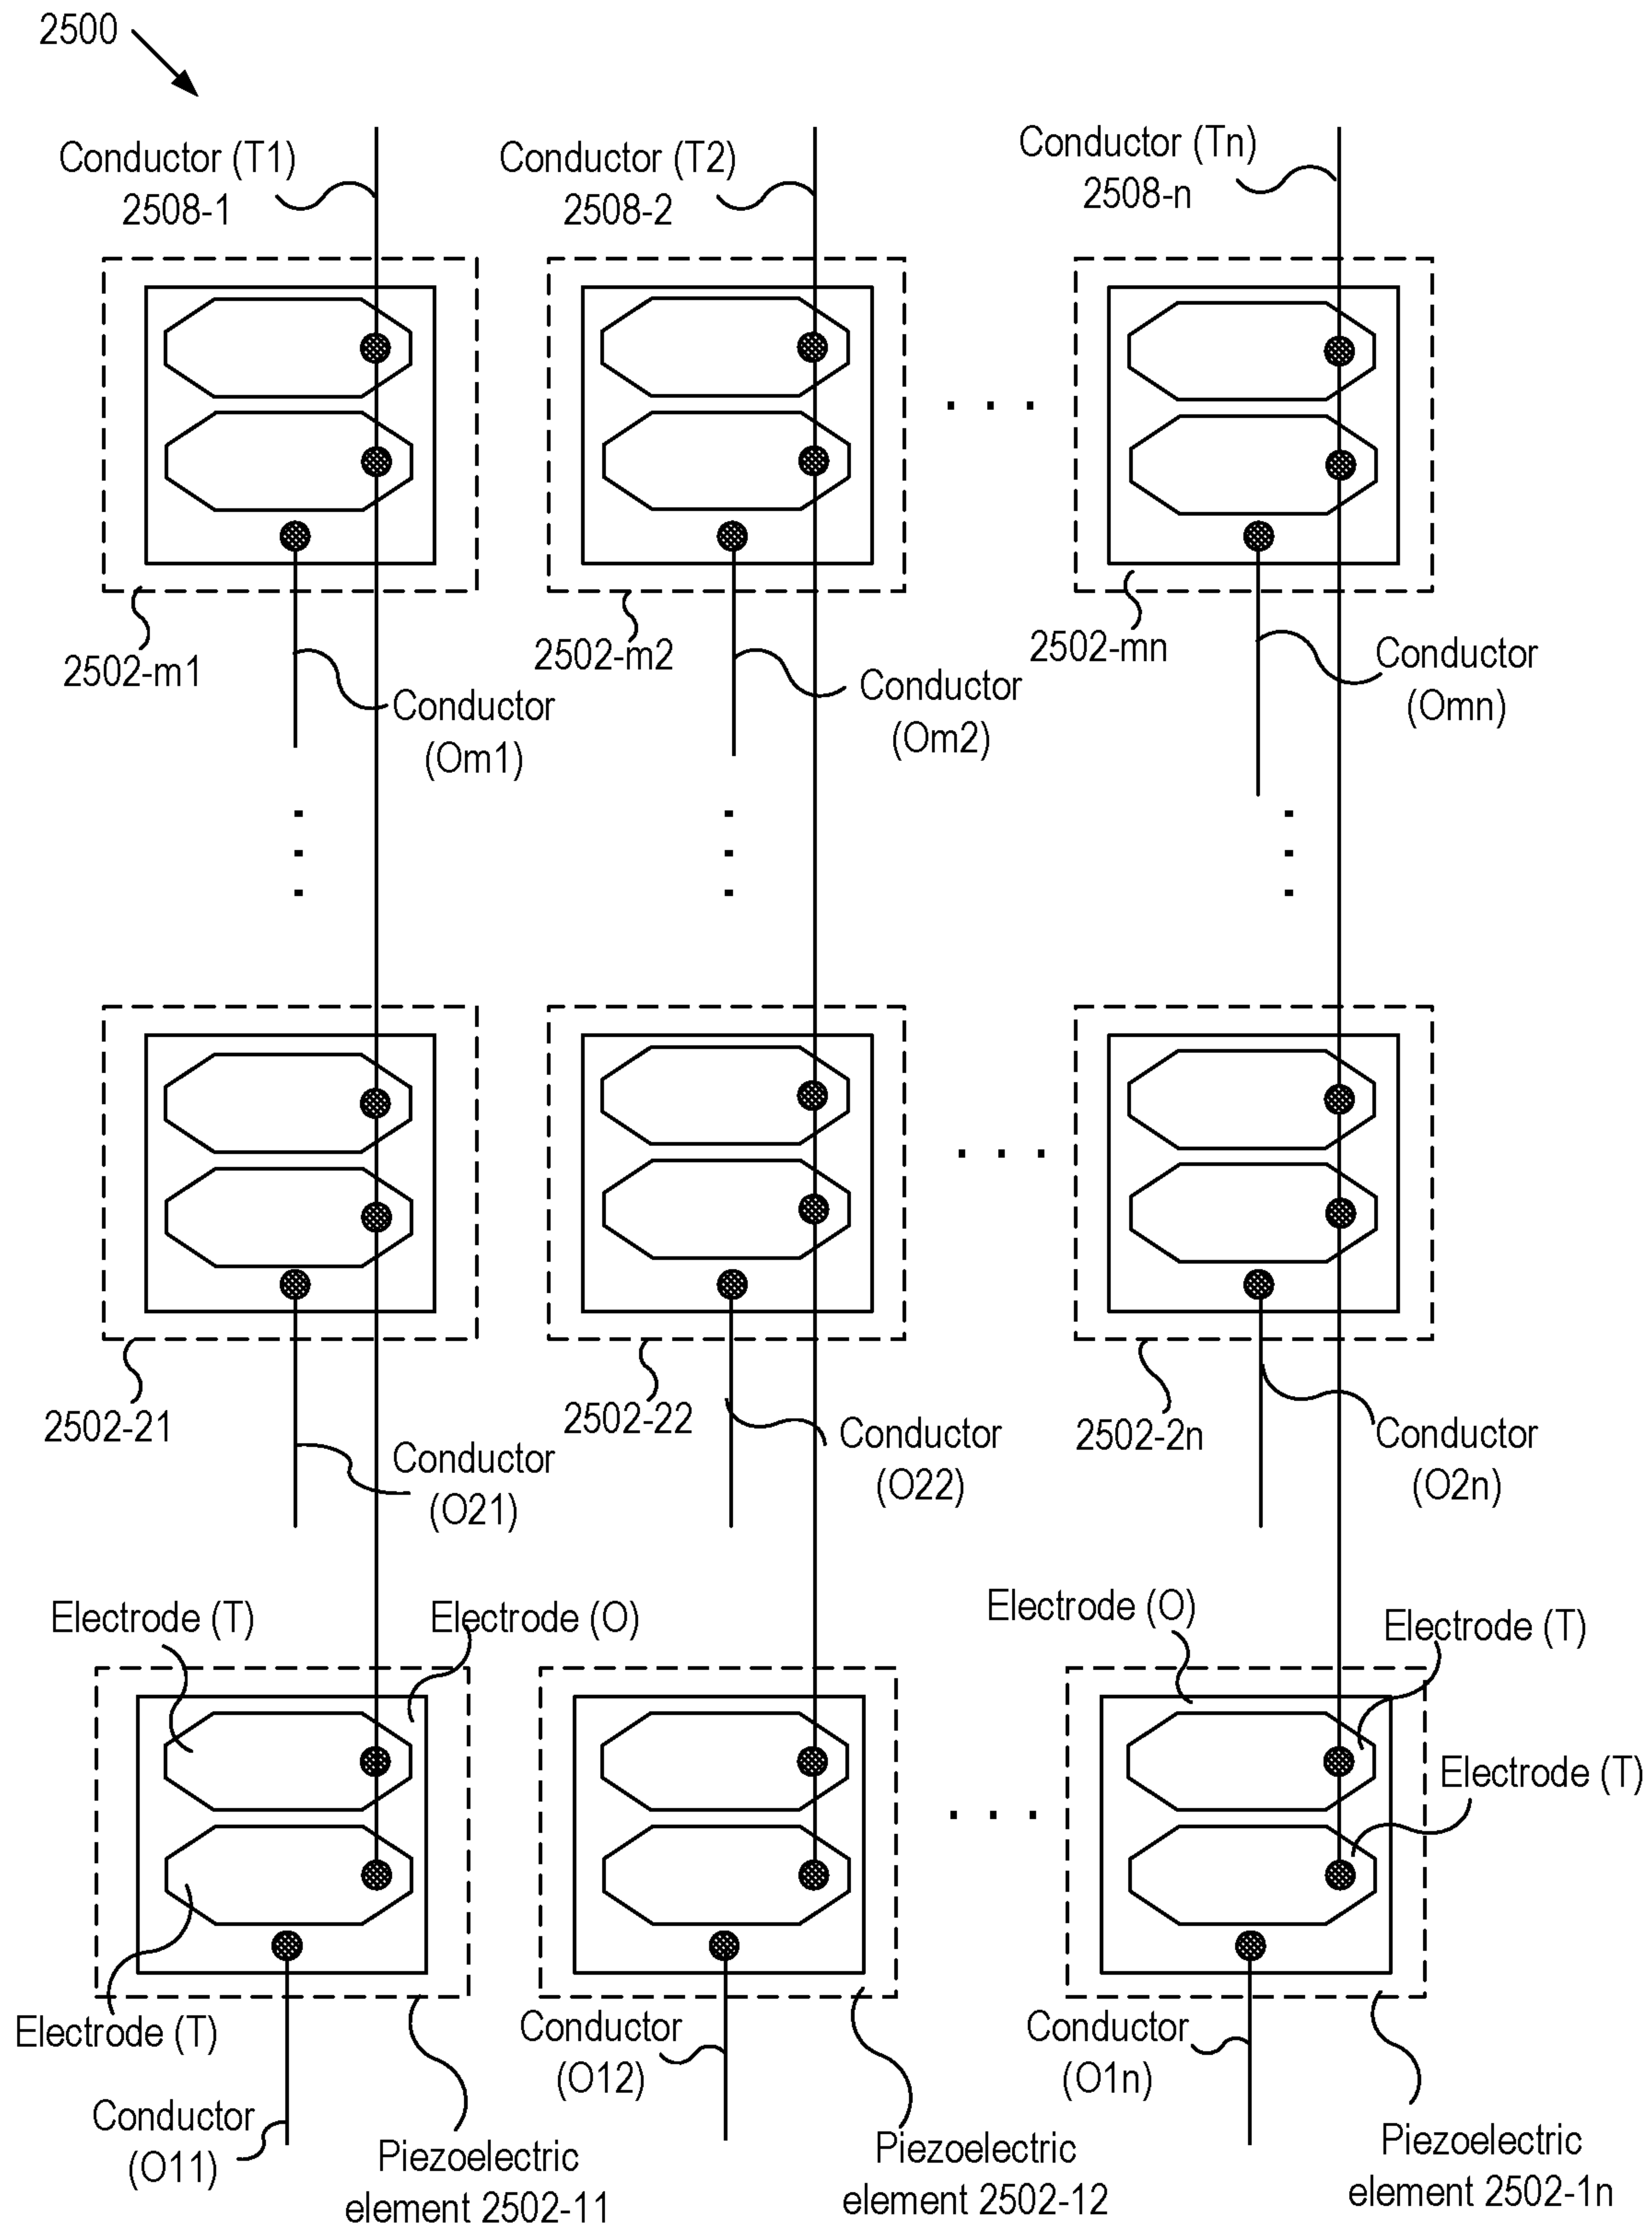 2500
Conductor (T1)
2508-1
Conductor (T2)
2508-2
Conductor (Tn)
2508-n
2502-m1
2502-m2
2502-mn
Conductor
(Om1)
Conductor
(Om2)
Conductor
(Omn)
2502-21
2502-22
2502-2n
Conductor
(O21)
Conductor
(O22)
Conductor
(O2n)
Electrode (T)
Electrode (O)
Electrode (O)
Electrode (T)
Electrode (T)
Electrode (T)
Conductor
(O11)
Conductor
(O12)
Conductor
(O1n)
Piezoelectric
element 2502-11
Piezoelectric
element 2502-12
Piezoelectric
element 2502-1n